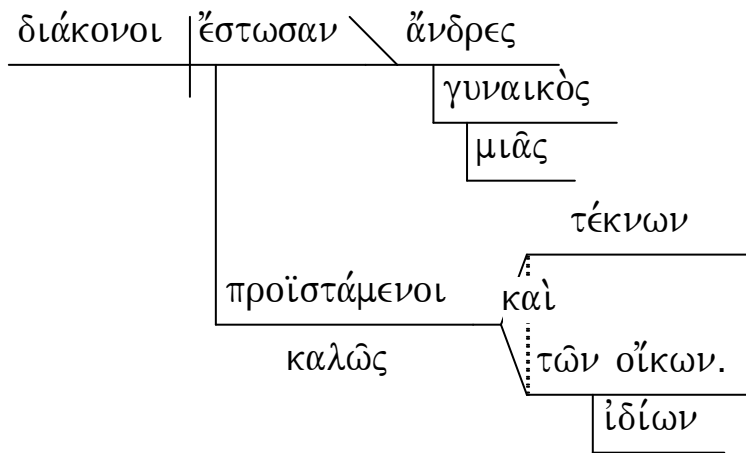 διάκονοι ἔστωσαν ἄνδρες
γυναικὸς
μιᾶς
τέκνων
προϊστάμενοι καὶ
καλῶς τῶν οἴκων.
ἰδίων